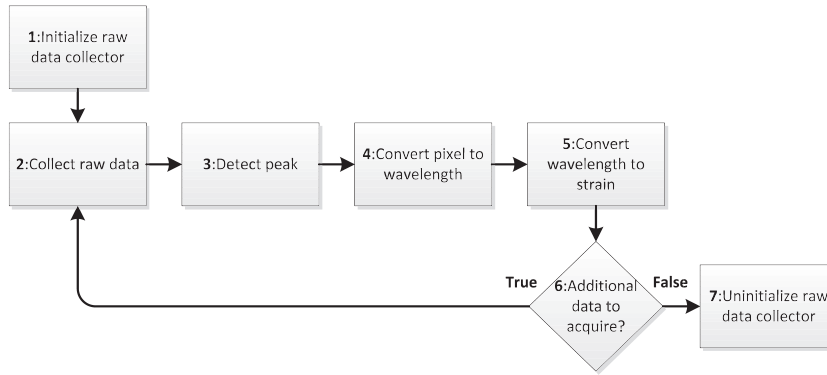 1:Initialize raw
data collector
2:Collect raw data
3:Detect peak
4:Convert pixel to
wavelength
5:Convert
wavelength to
strain
True
6:Additional
data to
acquire?
False
7:Uninitialize raw
data collector